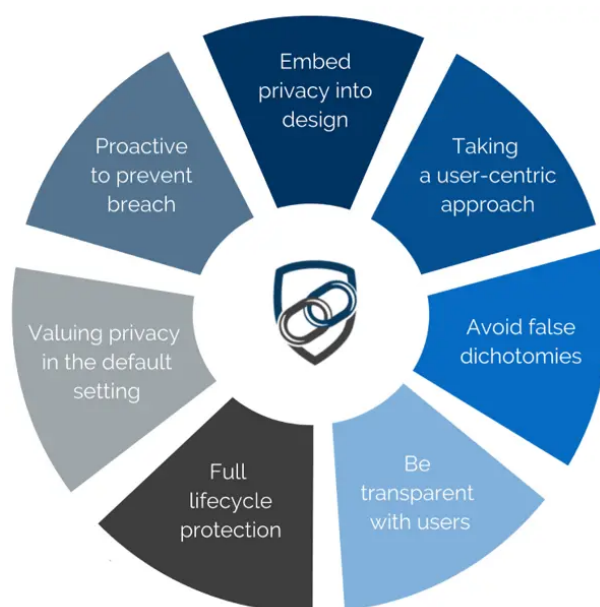 Embed
privacy into
design
Taking
a user-centric
approach
Avoid false
dichotomies
Be
transparent
with users
Full
lifecycle
protection
Valuing privacy
in the default
setting
Proactive
to prevent
breach